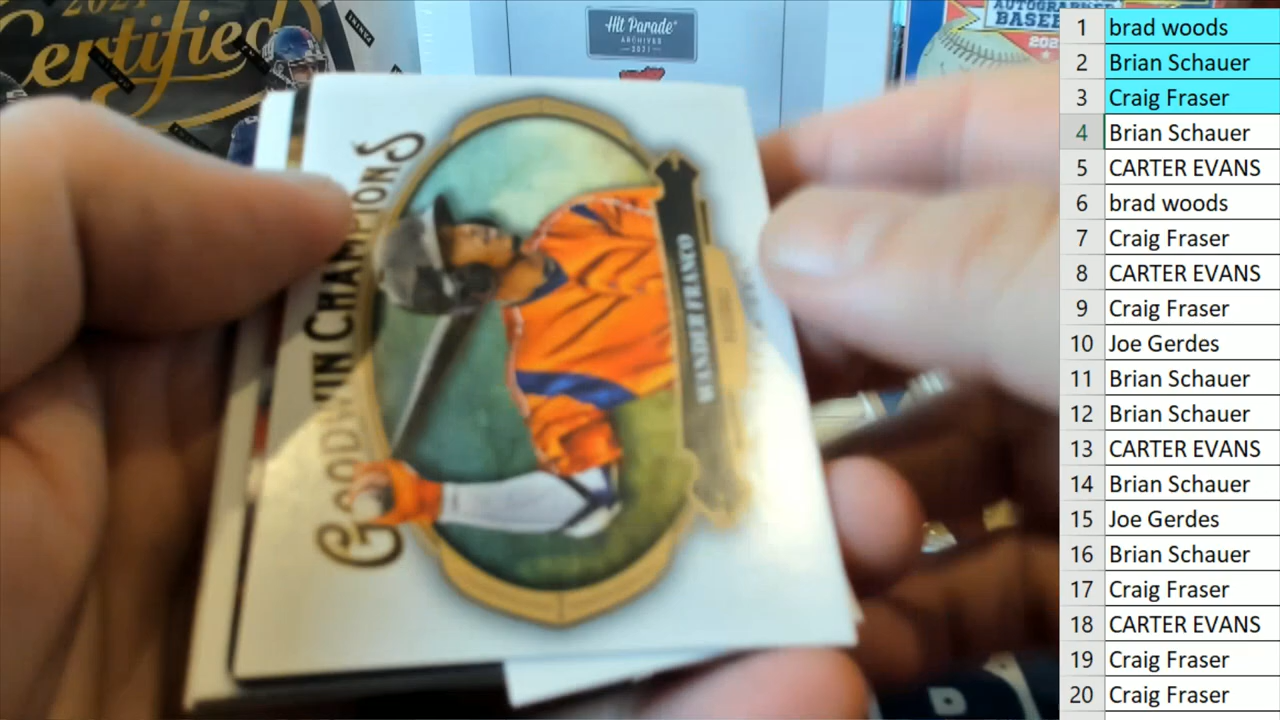 2021
Certified
PANINI
Hit Parade
ARCHIVES
2021
AUTOGRAPHED
BASEBALL
GOODWIN CHAMPIONS
WANDER FRANCO
1 brad woods
2 Brian Schauer
3 Craig Fraser
4 Brian Schauer
5 CARTER EVANS
6 brad woods
7 Craig Fraser
8 CARTER EVANS
9 Craig Fraser
10 Joe Gerdes
11 Brian Schauer
12 Brian Schauer
13 CARTER EVANS
14 Brian Schauer
15 Joe Gerdes
16 Brian Schauer
17 Craig Fraser
18 CARTER EVANS
19 Craig Fraser
20 Craig Fraser